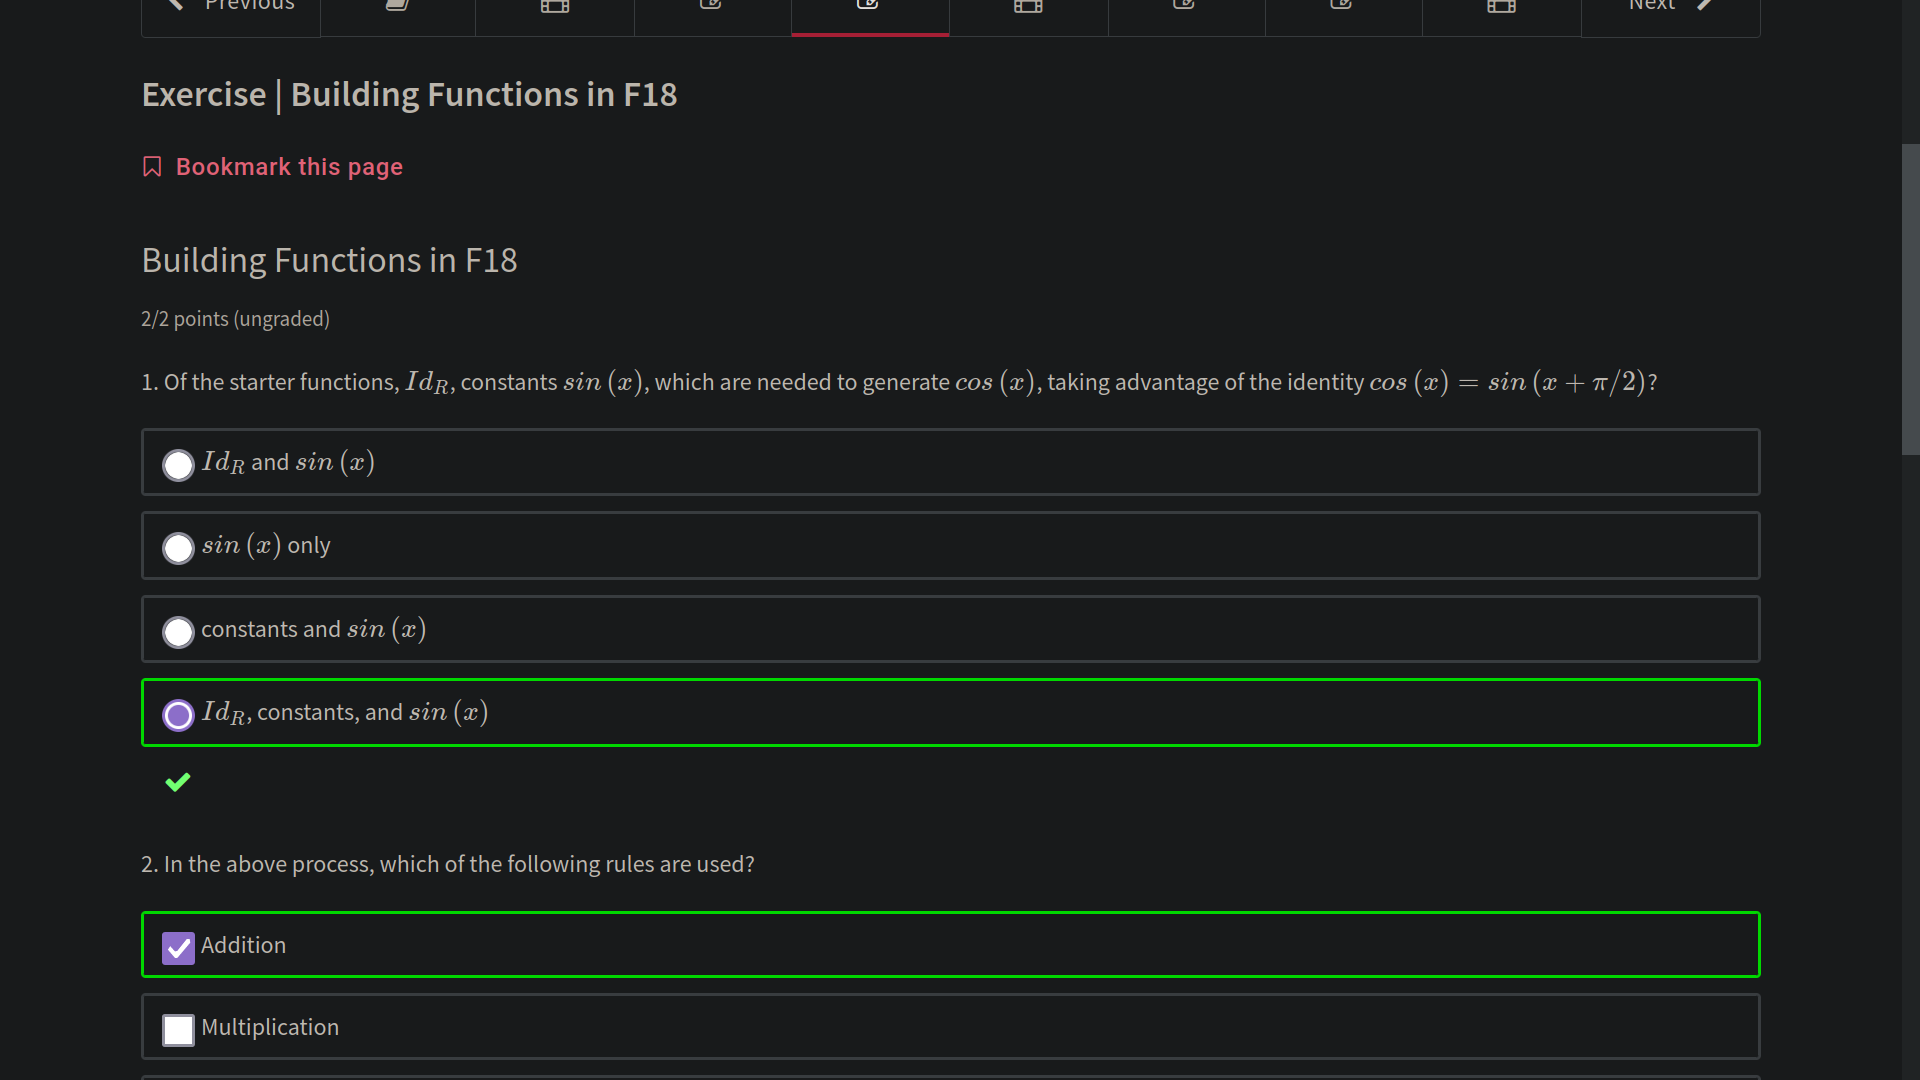 Previous
Next
Exercise | Building Functions in F18
Bookmark this page
Building Functions in F18
2/2 points (ungraded)
1. Of the starter functions, Id_R, constants sin (x), which are needed to generate cos (x), taking advantage of the identity cos (x) = sin (x + π/2)?
Id_R and sin (x)
sin (x) only
constants and sin (x)
Id_R, constants, and sin (x)
2. In the above process, which of the following rules are used?
Addition
Multiplication